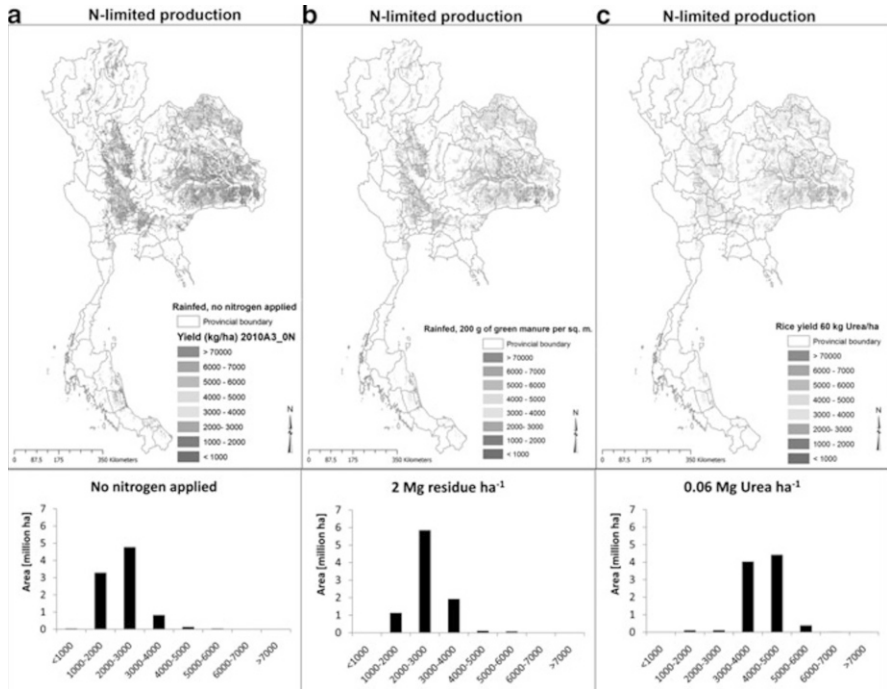 a
N-limited production
Rainfed, no nitrogen applied
Provincial boundary
Yield (kg/ha) 2010A3_0N
> 70000
6000 - 7000
5000 - 6000
4000 - 5000
3000 - 4000
2000- 3000
1000 - 2000
< 1000
N
0 87.5 175 350 Kilometers
No nitrogen applied
Area [million ha]
7
6
5
4
3
2
1
0
<1000
1000-2000
2000-3000
3000-4000
4000-5000
5000-6000
6000-7000
>7000
b
N-limited production
Rainfed, 200 g of green manure per sq. m.
Provincial boundary
> 70000
6000 - 7000
5000 - 6000
4000 - 5000
3000 - 4000
2000- 3000
1000 - 2000
< 1000
N
0 87.5 175 350 Kilometers
2 Mg residue ha⁻¹
Area [million ha]
7
6
5
4
3
2
1
0
<1000
1000-2000
2000-3000
3000-4000
4000-5000
5000-6000
6000-7000
>7000
c
N-limited production
Rice yield 60 kg Urea/ha
Provincial boundary
> 70000
6000 - 7000
5000 - 6000
4000 - 5000
3000 - 4000
2000- 3000
1000 - 2000
< 1000
N
0 87.5 175 350 Kilometers
0.06 Mg Urea ha⁻¹
Area [million ha]
7
6
5
4
3
2
1
0
<1000
1000-2000
2000-3000
3000-4000
4000-5000
5000-6000
6000-7000
>7000